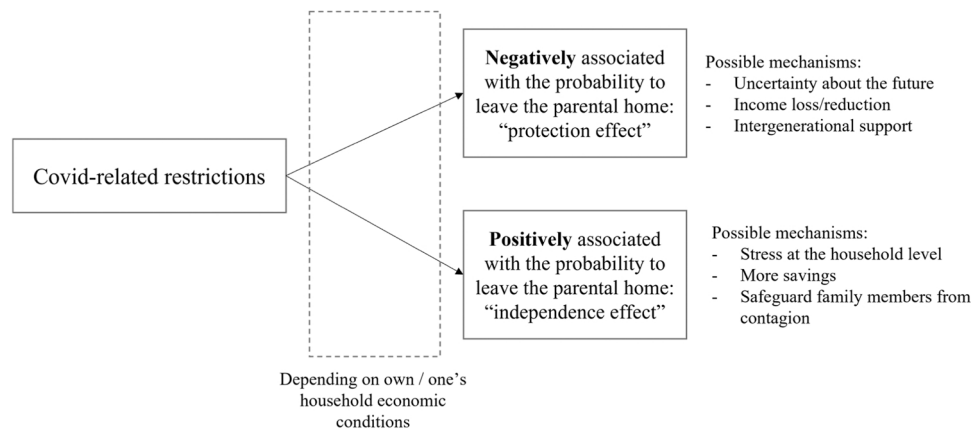 Covid-related restrictions
Negatively associated
with the probability to
leave the parental home:
“protection effect”
Possible mechanisms:
- Uncertainty about the future
- Income loss/reduction
- Intergenerational support
Positively associated
with the probability to
leave the parental home:
“independence effect”
Possible mechanisms:
- Stress at the household level
- More savings
- Safeguard family members from
contagion
Depending on own / one’s
household economic
conditions